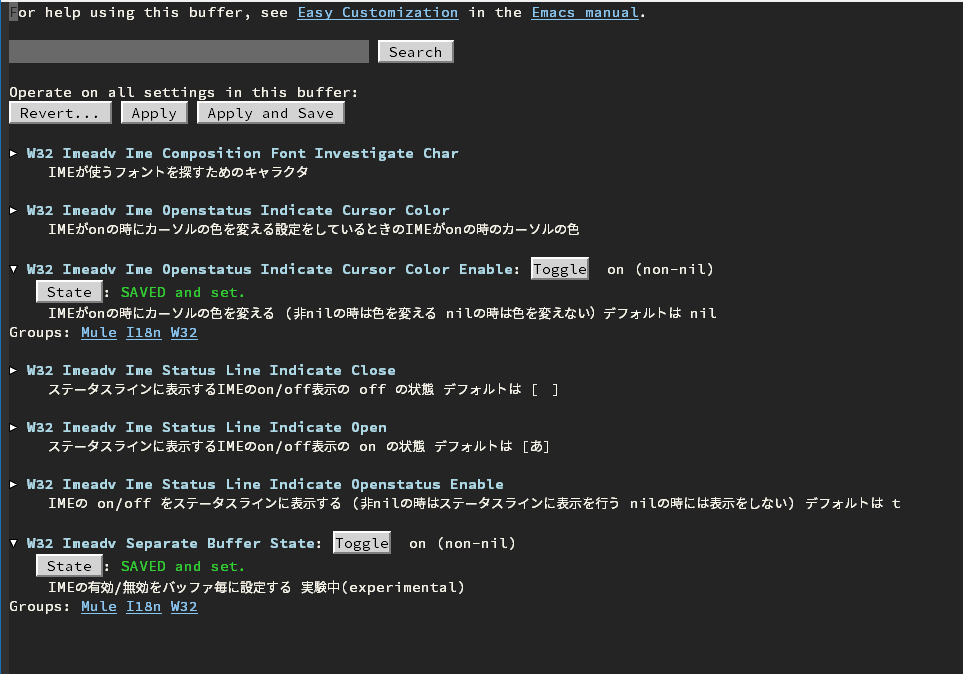 For help using this buffer, see Easy Customization in the Emacs manual.
Search
Operate on all settings in this buffer:
Revert... Apply Apply and Save
▸ W32 Imeadv Ime Composition Font Investigate Char
IMEが使うフォントを探すためのキャラクタ
▸ W32 Imeadv Ime Openstatus Indicate Cursor Color
IMEがonの時にカーソルの色を変える設定をしているときのIMEがonの時のカーソルの色
▾ W32 Imeadv Ime Openstatus Indicate Cursor Color Enable: Toggle on (non-nil)
State : SAVED and set.
IMEがonの時にカーソルの色を変える (非nilの時は色を変える nilの時は色を変えない) デフォルトは nil
Groups: Mule I18n W32
▸ W32 Imeadv Ime Status Line Indicate Close
ステータスラインに表示するIMEのon/off表示の off の状態 デフォルトは [　]
▸ W32 Imeadv Ime Status Line Indicate Open
ステータスラインに表示するIMEのon/off表示の on の状態 デフォルトは [あ]
▸ W32 Imeadv Ime Status Line Indicate Openstatus Enable
IMEの on/off をステータスラインに表示する (非nilの時はステータスラインに表示を行う nilの時には表示をしない) デフォルトは t
▾ W32 Imeadv Separate Buffer State: Toggle on (non-nil)
State : SAVED and set.
IMEの有効/無効をバッファ毎に設定する 実験中(experimental)
Groups: Mule I18n W32